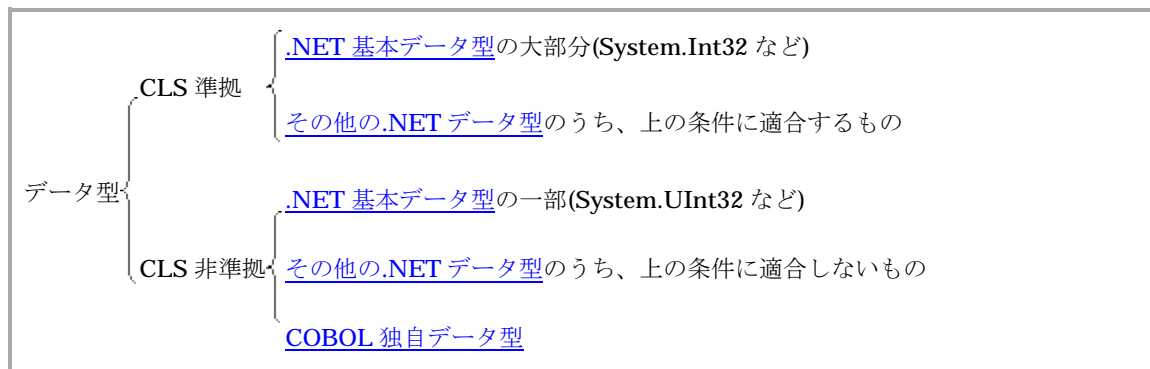 .NET 基本データ型の大部分(System.Int32 など)
CLS 準拠
その他の.NET データ型のうち、上の条件に適合するもの
データ型
.NET 基本データ型の一部(System.UInt32 など)
CLS 非準拠
その他の.NET データ型のうち、上の条件に適合しないもの
COBOL 独自データ型